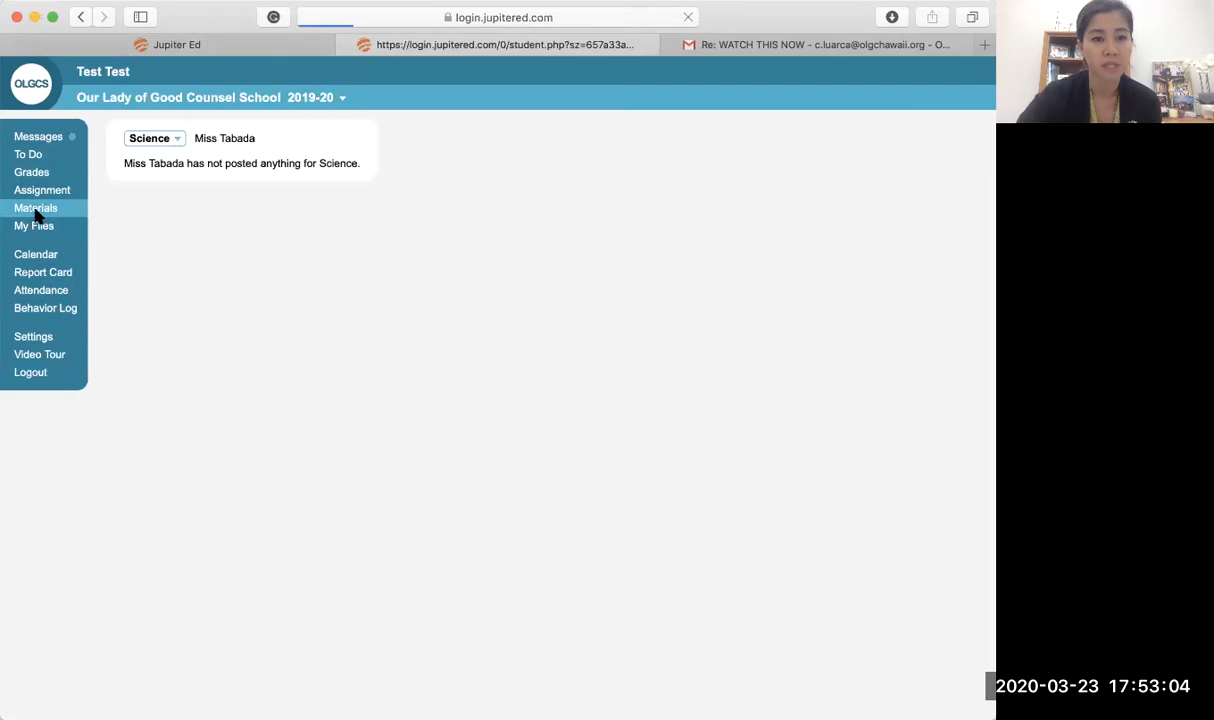 login.jupitered.com
Jupiter Ed
https://login.jupitered.com/0/student.php?sz=657a33a...
Re: WATCH THIS NOW - c.luarca@olgchawaii.org - O...
OLGCS
Test Test
Our Lady of Good Counsel School 2019-20
Messages
To Do
Grades
Assignment
Materials
My Files
Calendar
Report Card
Attendance
Behavior Log
Settings
Video Tour
Logout
Science Miss Tabada
Miss Tabada has not posted anything for Science.
2020-03-23 17:53:04